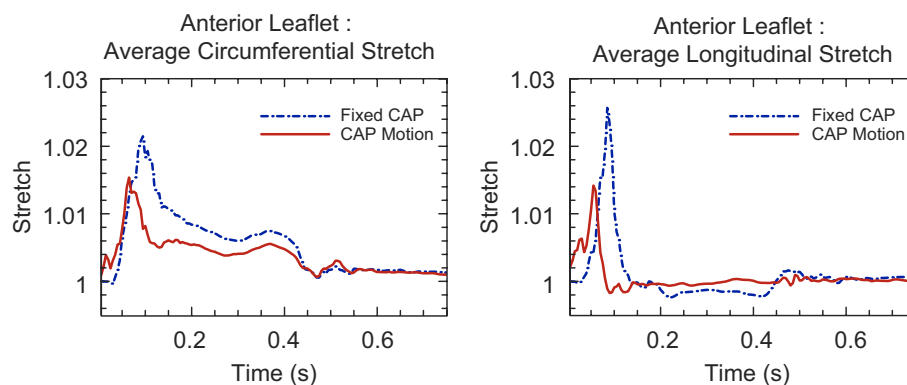 Anterior Leaflet :
Average Circumferential Stretch
1.03
1.02
1.01
1
Stretch
Fixed CAP
CAP Motion
0.2 0.4 0.6
Time (s)
Anterior Leaflet :
Average Longitudinal Stretch
1.03
1.02
1.01
1
Stretch
Fixed CAP
CAP Motion
0.2 0.4 0.6
Time (s)